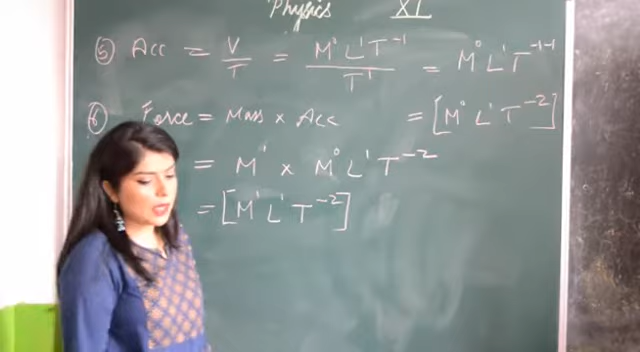 Physics XI
⑤ Acc = V/T = M⁰L¹T⁻¹/T¹ = M⁰L¹T⁻¹⁻¹
= [M⁰L¹T⁻²]
⑥ Force = Mass × Acc
= M¹ × M⁰L¹T⁻²
= [M¹L¹T⁻²]